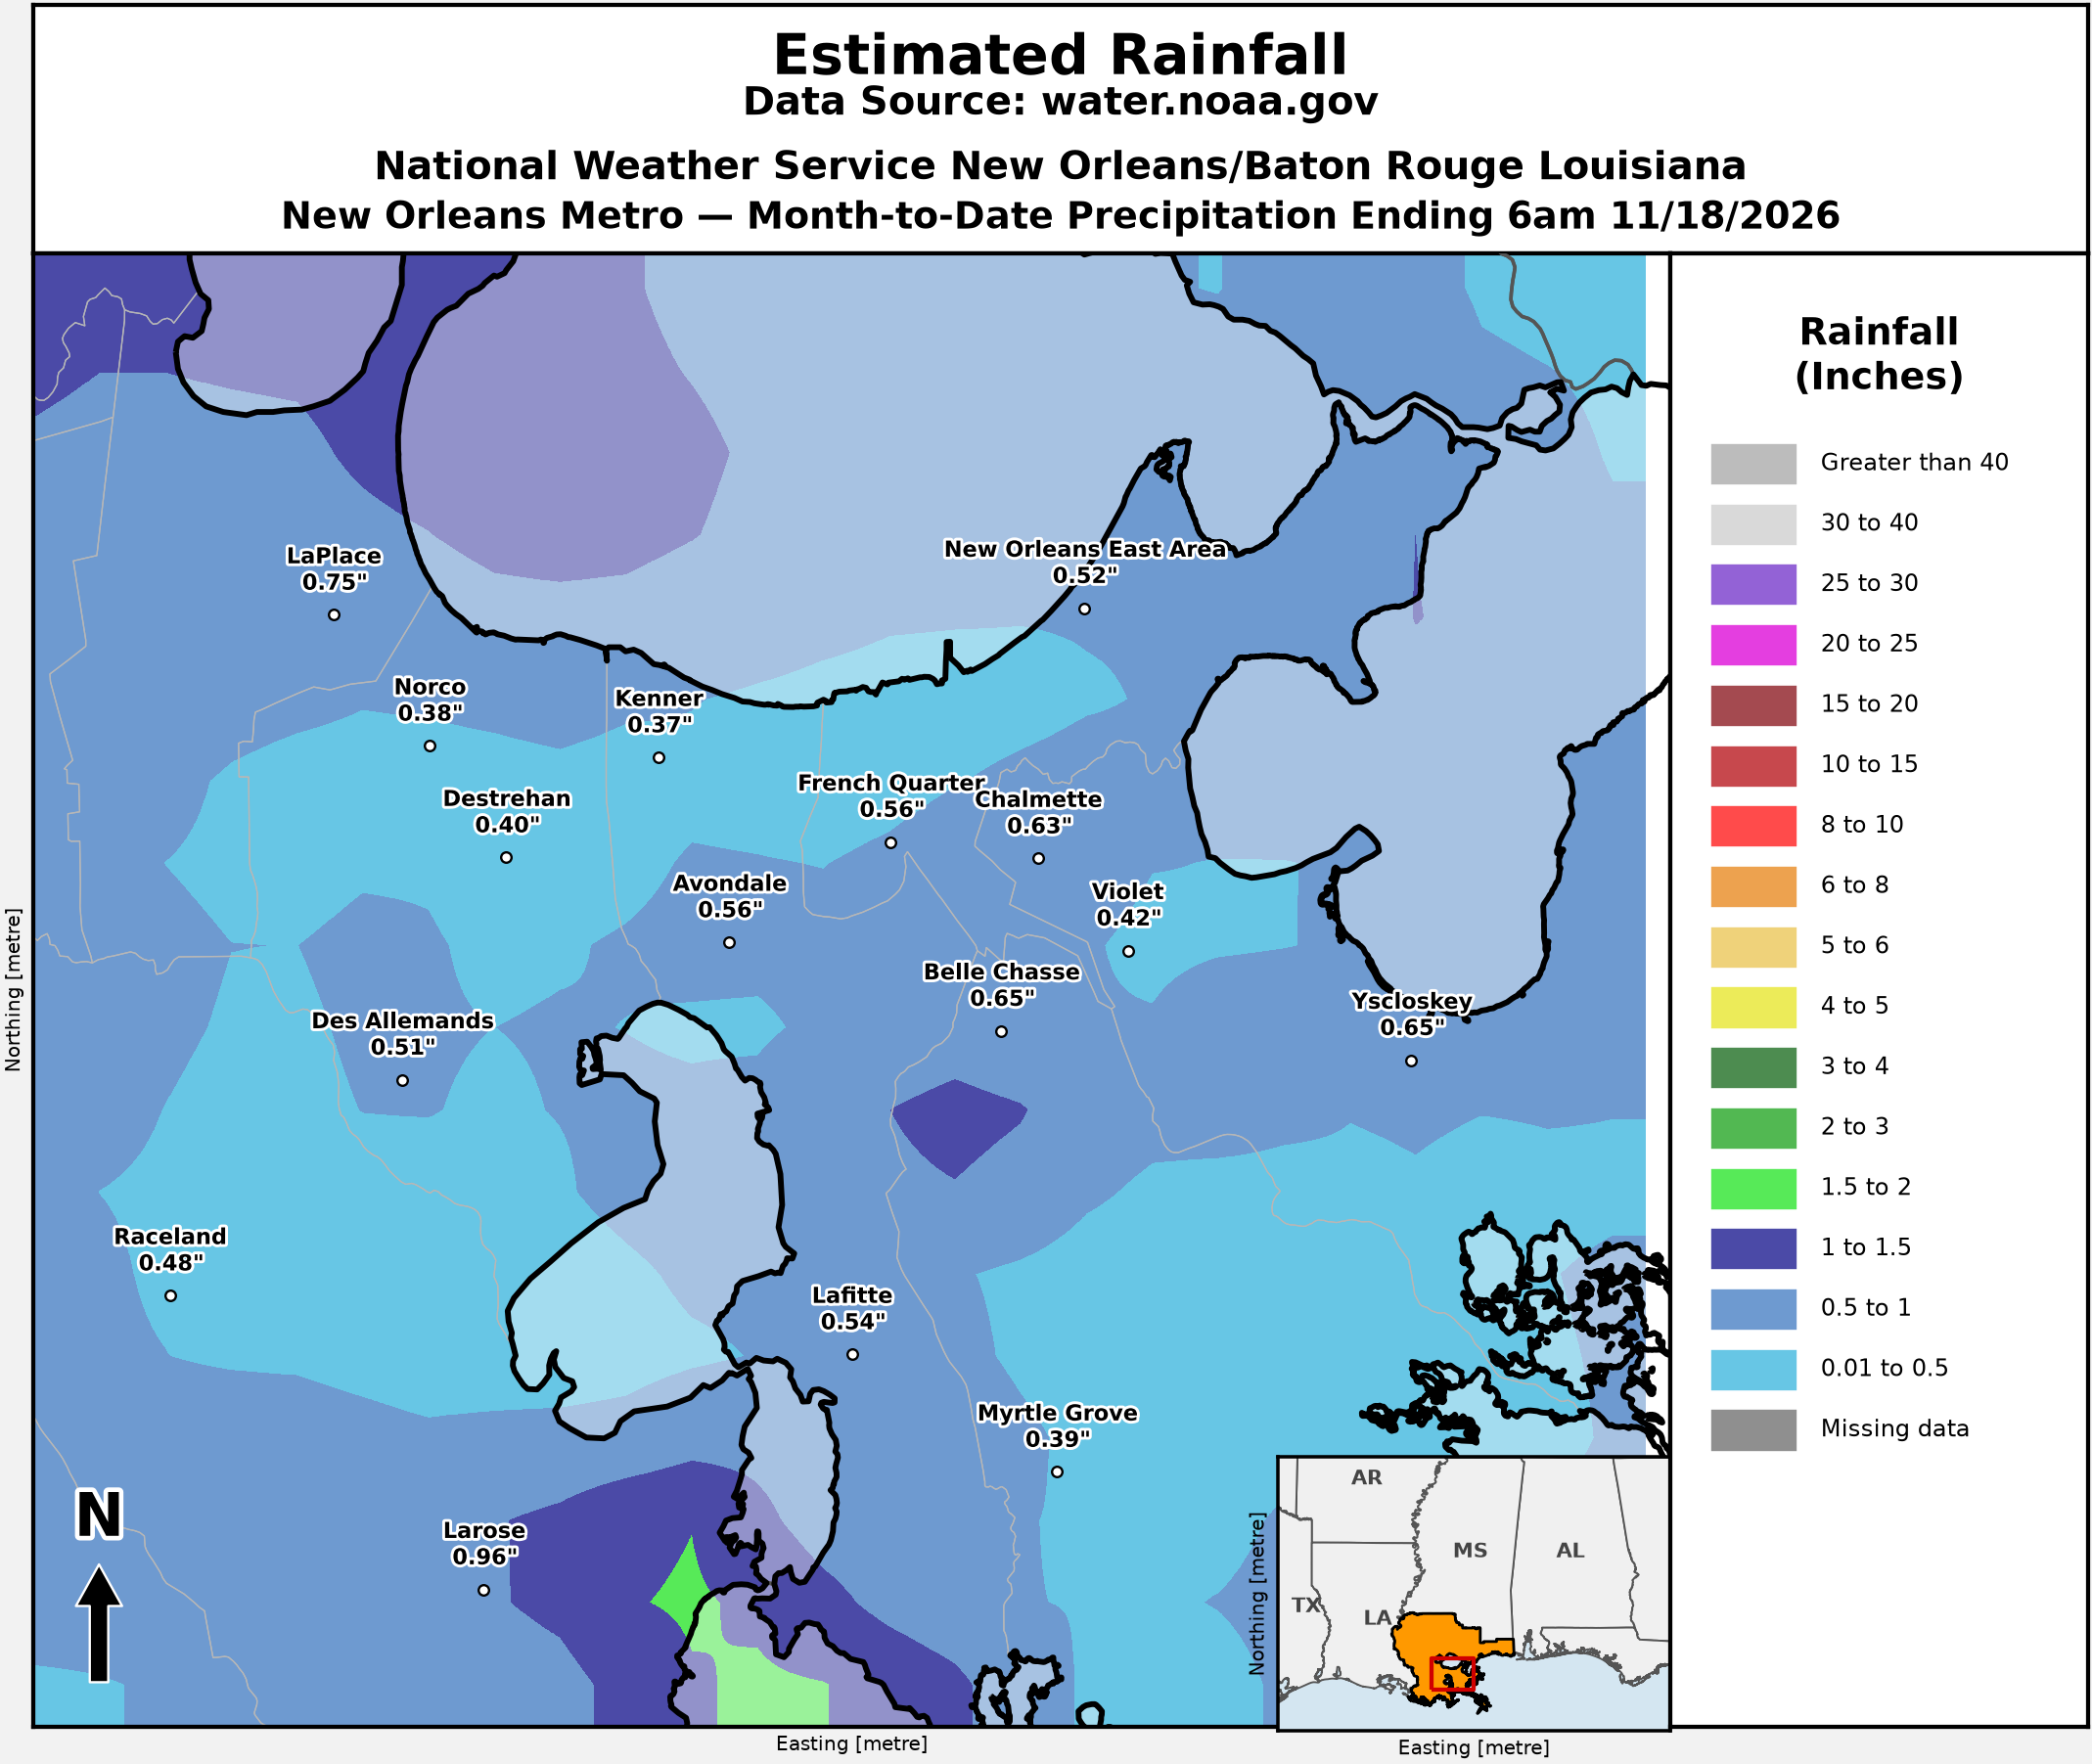 Estimated Rainfall
Data Source: water.noaa.gov
National Weather Service New Orleans/Baton Rouge Louisiana
New Orleans Metro — Month-to-Date Precipitation Ending 6am 11/18/2026
Rainfall
(Inches)
Greater than 40
30 to 40
25 to 30
20 to 25
15 to 20
10 to 15
8 to 10
6 to 8
5 to 6
4 to 5
3 to 4
2 to 3
1.5 to 2
1 to 1.5
0.5 to 1
0.01 to 0.5
Missing data
LaPlace
0.75"
New Orleans East Area
0.52"
Norco
0.38"
Kenner
0.37"
Destrehan
0.40"
French Quarter
0.56"
Chalmette
0.63"
Avondale
0.56"
Violet
0.42"
Belle Chasse
0.65"
Yscloskey
0.65"
Des Allemands
0.51"
Raceland
0.48"
Lafitte
0.54"
Myrtle Grove
0.39"
Larose
0.96"
N
AR
MS
AL
TX
LA
Northing [metre]
Easting [metre]
Northing [metre]
Easting [metre]